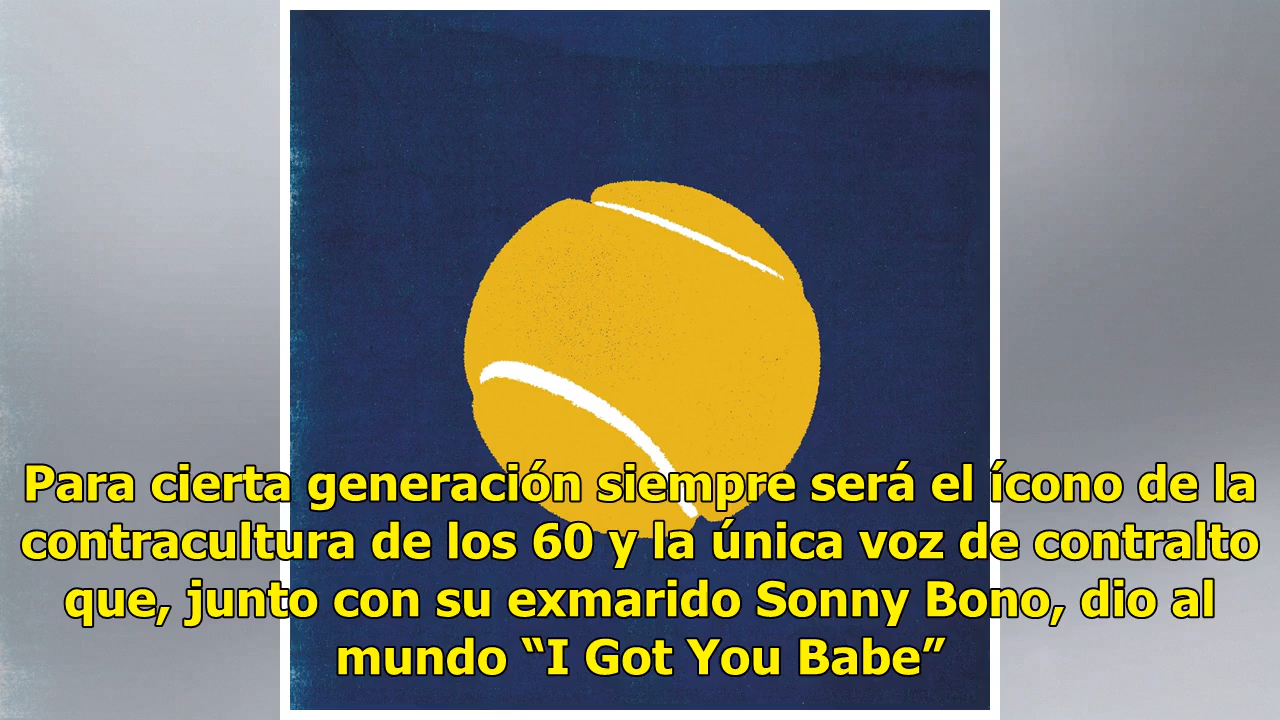 Para cierta generación siempre será el ícono de la
contracultura de los 60 y la única voz de contralto
que, junto con su exmarido Sonny Bono, dio al
mundo “I Got You Babe”